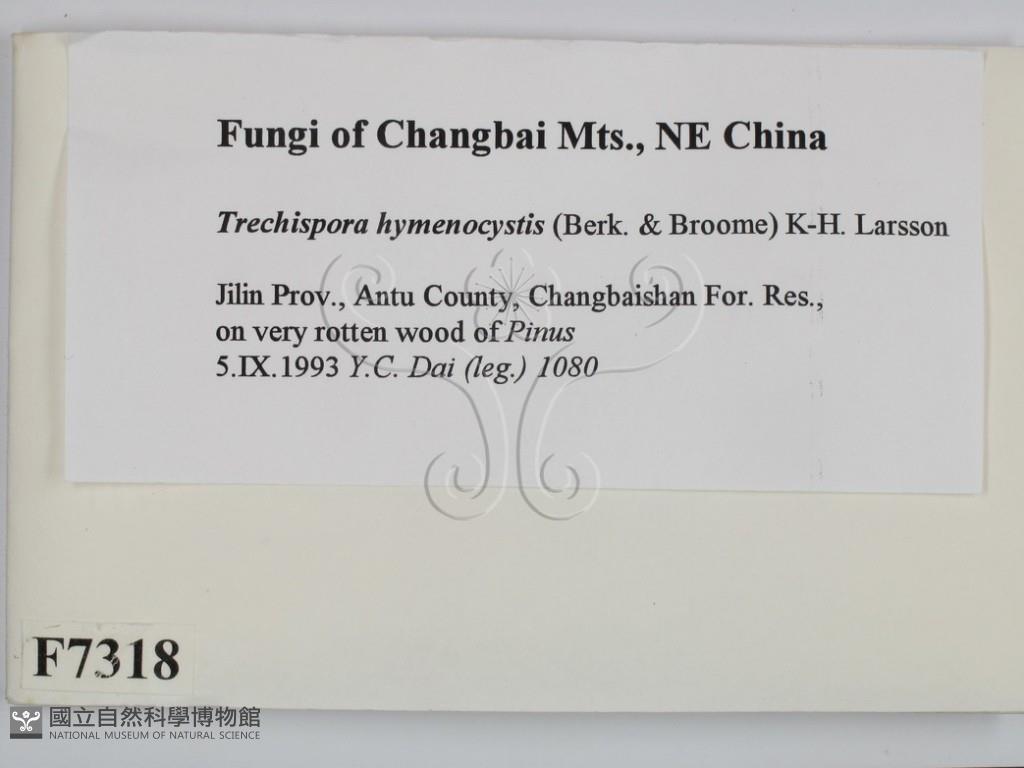 Fungi of Changbai Mts., NE China
Trechispora hymenocystis (Berk. & Broome) K-H. Larsson
Jilin Prov., Antu County, Changbaishan For. Res.,
on very rotten wood of Pinus
5.IX.1993 Y.C. Dai (leg.) 1080
F7318
國立自然科學博物館
NATIONAL MUSEUM OF NATURAL SCIENCE